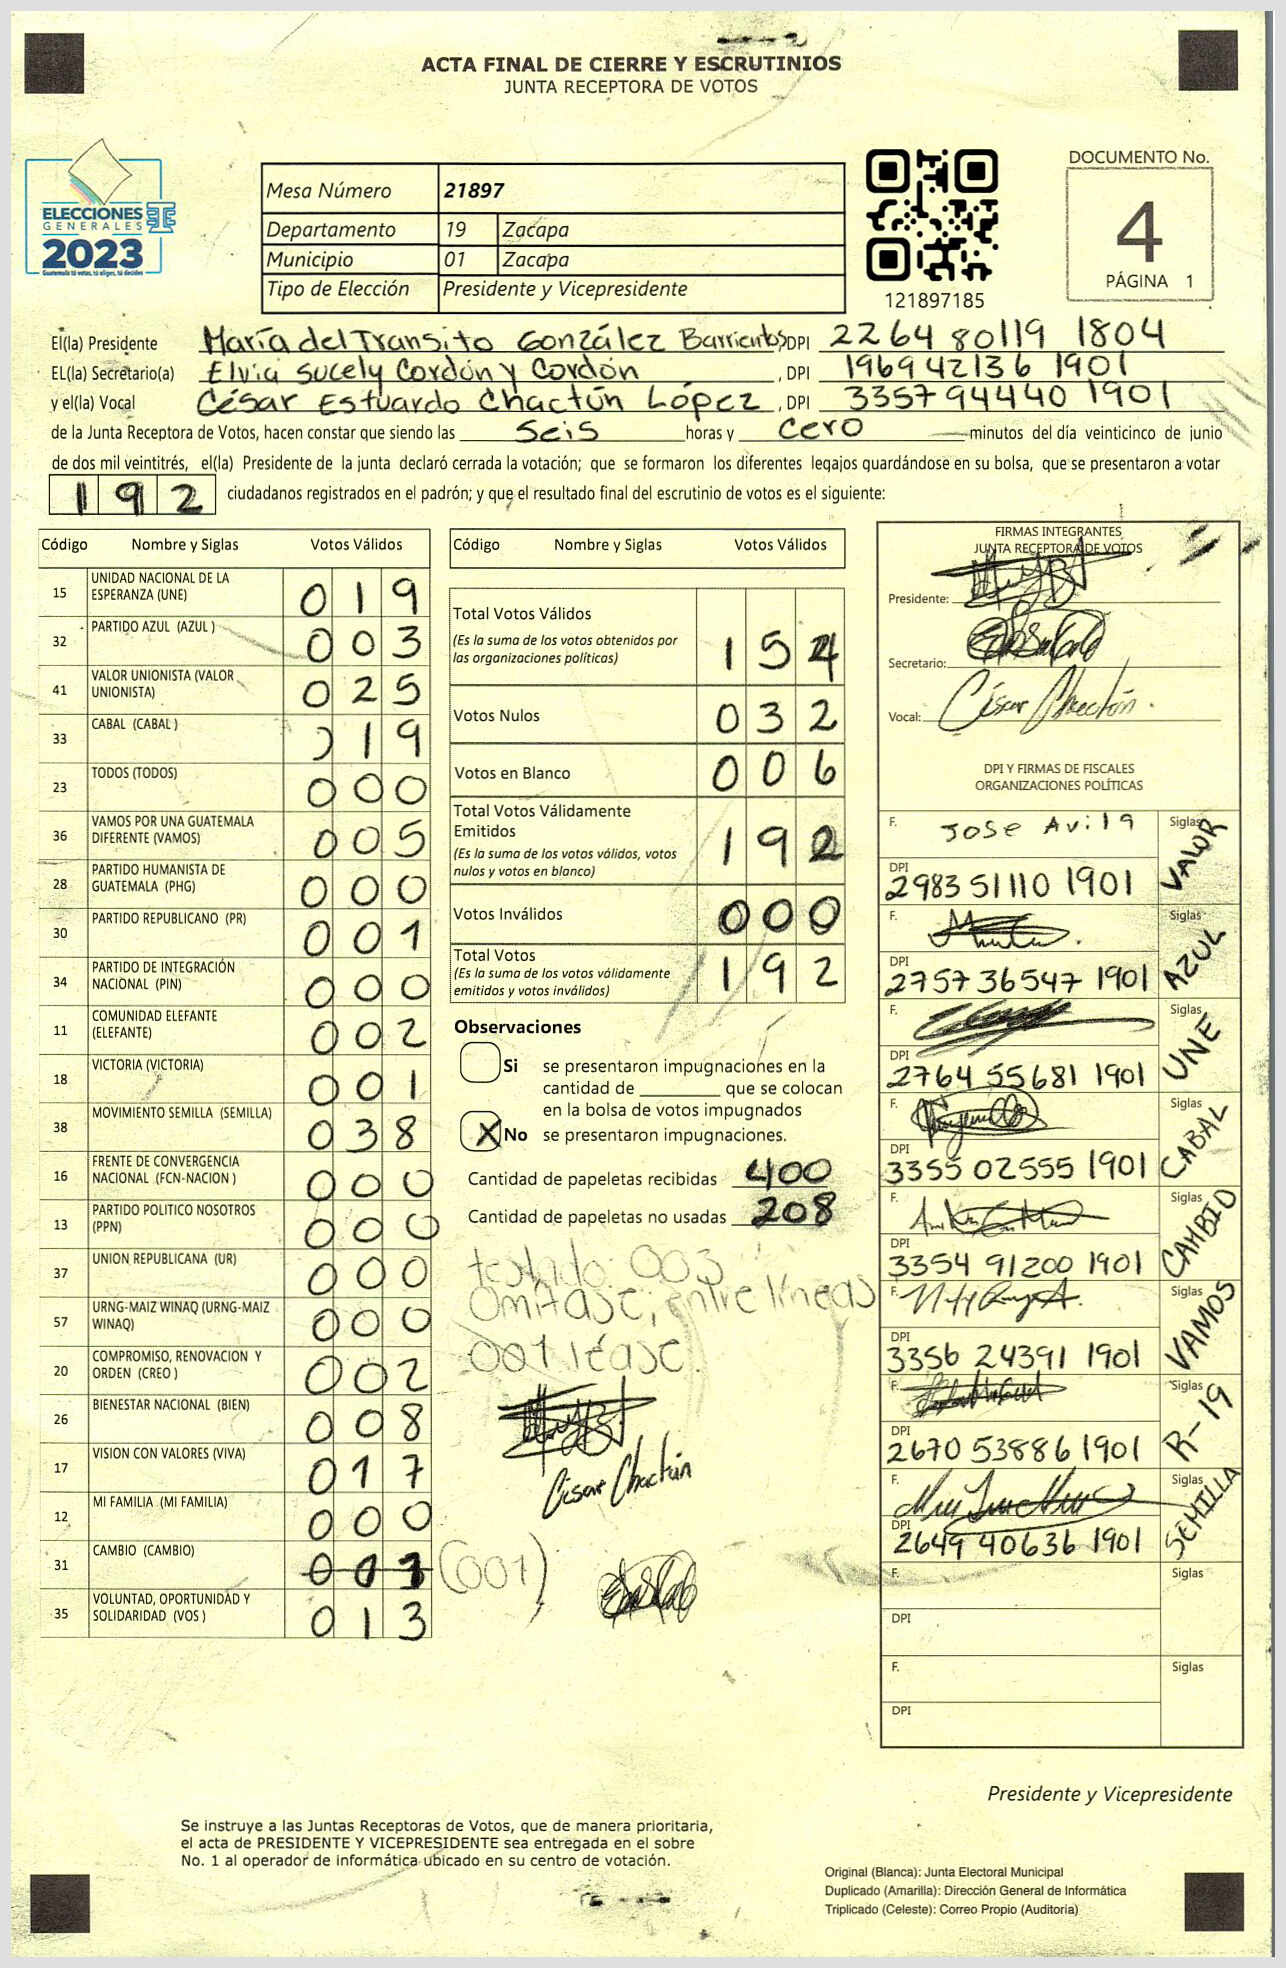 ACTA FINAL DE CIERRE Y ESCRUTINIOS
JUNTA RECEPTORA DE VOTOS
ELECCIONES
GENERALES
2023
Guatemala tú votas, tú eliges, tú decides
Mesa Número 21897
Departamento 19 Zacapa
Municipio 01 Zacapa
Tipo de Elección Presidente y Vicepresidente
121897185
DOCUMENTO No.
4
PÁGINA 1
El(la) Presidente María del Transito González Barrientos, DPI 2264 80119 1804
EL(la) Secretario(a) Elvia Sucely Cordón y Cordón , DPI 1969 42136 1901
y el(la) Vocal César Estuardo Chactún López , DPI 3357 94440 1901
de la Junta Receptora de Votos, hacen constar que siendo las Seis horas y Cero minutos del día veinticinco de junio
de dos mil veintitrés, el(la) Presidente de la junta declaró cerrada la votación; que se formaron los diferentes legajos guardándose en su bolsa, que se presentaron a votar
192 ciudadanos registrados en el padrón; y que el resultado final del escrutinio de votos es el siguiente:
Código Nombre y Siglas Votos Válidos
15 UNIDAD NACIONAL DE LA ESPERANZA (UNE) 019
32 PARTIDO AZUL (AZUL ) 003
41 VALOR UNIONISTA (VALOR UNIONISTA) 025
33 CABAL (CABAL ) 019
23 TODOS (TODOS) 000
36 VAMOS POR UNA GUATEMALA DIFERENTE (VAMOS) 005
28 PARTIDO HUMANISTA DE GUATEMALA (PHG) 000
30 PARTIDO REPUBLICANO (PR) 001
34 PARTIDO DE INTEGRACIÓN NACIONAL (PIN) 000
11 COMUNIDAD ELEFANTE (ELEFANTE) 002
18 VICTORIA (VICTORIA) 001
38 MOVIMIENTO SEMILLA (SEMILLA) 038
16 FRENTE DE CONVERGENCIA NACIONAL (FCN-NACION ) 000
13 PARTIDO POLITICO NOSOTROS (PPN) 000
37 UNION REPUBLICANA (UR) 000
57 URNG-MAIZ WINAQ (URNG-MAIZ WINAQ) 000
20 COMPROMISO, RENOVACION Y ORDEN (CREO ) 002
26 BIENESTAR NACIONAL (BIEN) 008
17 VISION CON VALORES (VIVA) 017
12 MI FAMILIA (MI FAMILIA) 000
31 CAMBIO (CAMBIO) (001)
35 VOLUNTAD, OPORTUNIDAD Y SOLIDARIDAD (VOS ) 013
Código Nombre y Siglas Votos Válidos
Total Votos Válidos 154
(Es la suma de los votos obtenidos por
las organizaciones políticas)
Votos Nulos 032
Votos en Blanco 006
Total Votos Válidamente
Emitidos 192
(Es la suma de los votos válidos, votos
nulos y votos en blanco)
Votos Inválidos 000
Total Votos 192
(Es la suma de los votos válidamente
emitidos y votos inválidos)
Observaciones
Si se presentaron impugnaciones en la
cantidad de ________ que se colocan
en la bolsa de votos impugnados
X No se presentaron impugnaciones.
Cantidad de papeletas recibidas 400
Cantidad de papeletas no usadas 208
testado: 003
omitase, entre líneas
001 léase
César Chactún
FIRMAS INTEGRANTES
JUNTA RECEPTORA DE VOTOS
Presidente:
Secretario:
Vocal: César Chactún
DPI Y FIRMAS DE FISCALES
ORGANIZACIONES POLÍTICAS
F. JOSE Avila Siglas VALOR
DPI 2983 51110 1901
F. Siglas AZUL
DPI 2757 36547 1901
F. Siglas UNE
DPI 2764 55681 1901
F. Siglas CABAL
DPI 3355 02555 1901
F. Siglas CAMBIO
DPI 3354 91200 1901
F. Siglas VAMOS
DPI 3356 24391 1901
F. Siglas R-19
DPI 2670 53886 1901
F. Siglas SEMILLA
DPI 2649 40636 1901
F. Siglas
DPI
F. Siglas
DPI
Presidente y Vicepresidente
Se instruye a las Juntas Receptoras de Votos, que de manera prioritaria,
el acta de PRESIDENTE Y VICEPRESIDENTE sea entregada en el sobre
No. 1 al operador de informática ubicado en su centro de votación.
Original (Blanca): Junta Electoral Municipal
Duplicado (Amarilla): Dirección General de Informática
Triplicado (Celeste): Correo Propio (Auditoria)